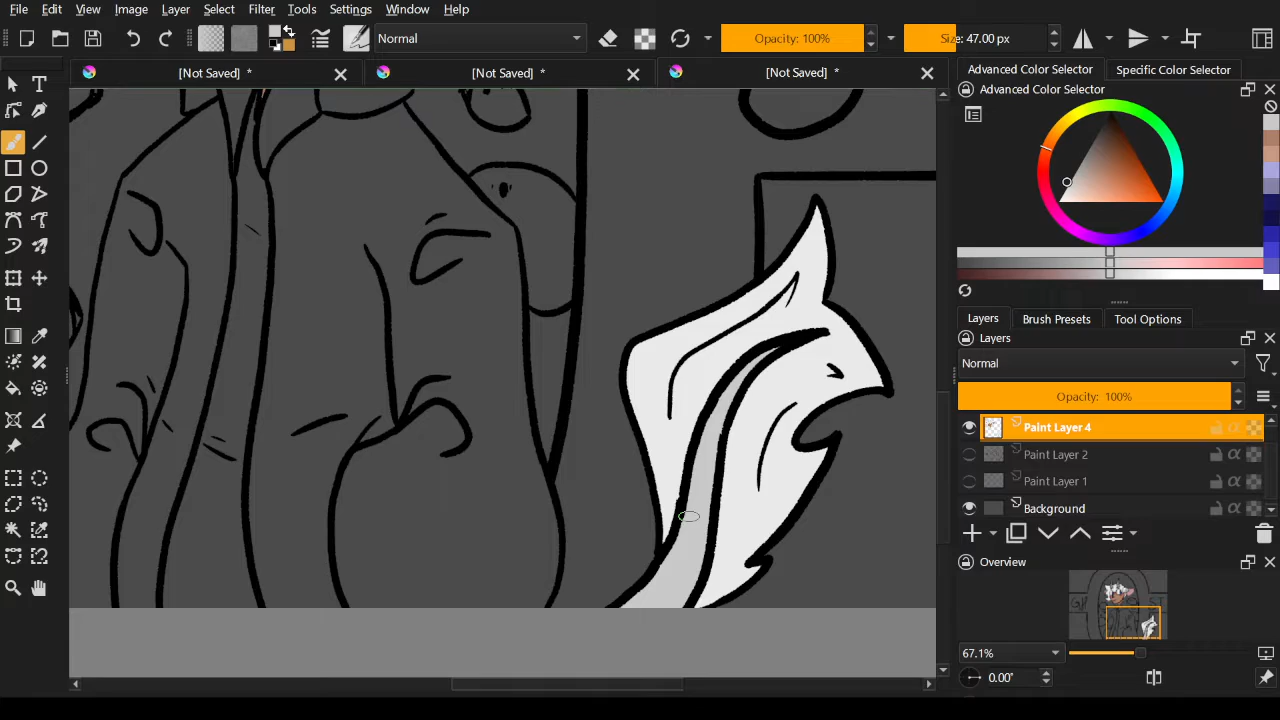 File Edit View Image Layer Select Filter Tools Settings Window Help
Normal Opacity: 100% Size: 47.00 px
[Not Saved] * [Not Saved] * [Not Saved] *
Advanced Color Selector Specific Color Selector
Advanced Color Selector
Layers Brush Presets Tool Options
Layers
Normal
Opacity: 100%
Paint Layer 4
Paint Layer 2
Paint Layer 1
Background
Overview
67.1%
0.00°